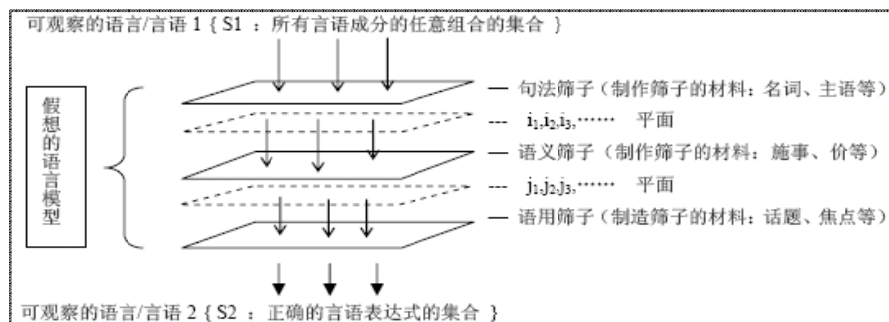 可观察的语言/言语 1 { S1 ：所有言语成分的任意组合的集合 }
假想的语言模型
— 句法筛子（制作筛子的材料：名词、主语等）
--- i₁,i₂,i₃,…… 平面
— 语义筛子（制作筛子的材料：施事、价等）
--- j₁,j₂,j₃,…… 平面
— 语用筛子（制造筛子的材料：话题、焦点等）
可观察的语言/言语 2 { S2 ：正确的言语表达式的集合 }